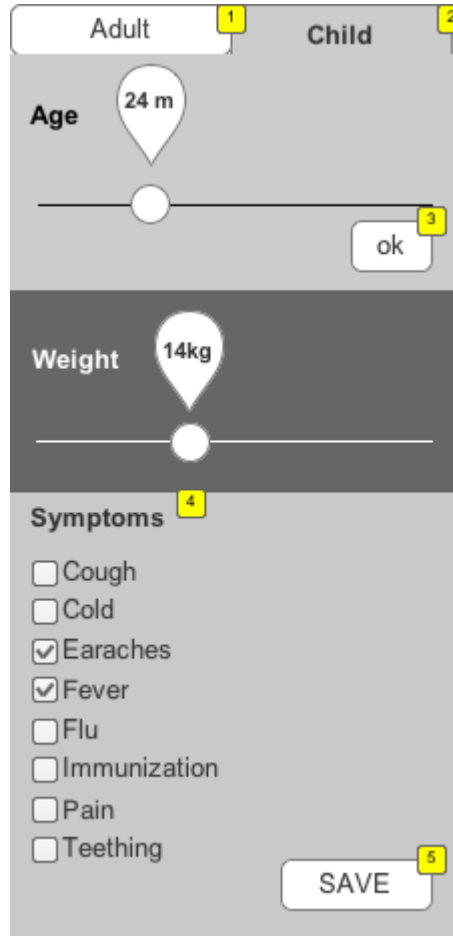 Adult 1 Child 2
24 m
Age
3
ok
14kg
Weight
4
Symptoms
Cough
Cold
Earaches
Fever
Flu
Immunization
Pain
Teething
5
SAVE